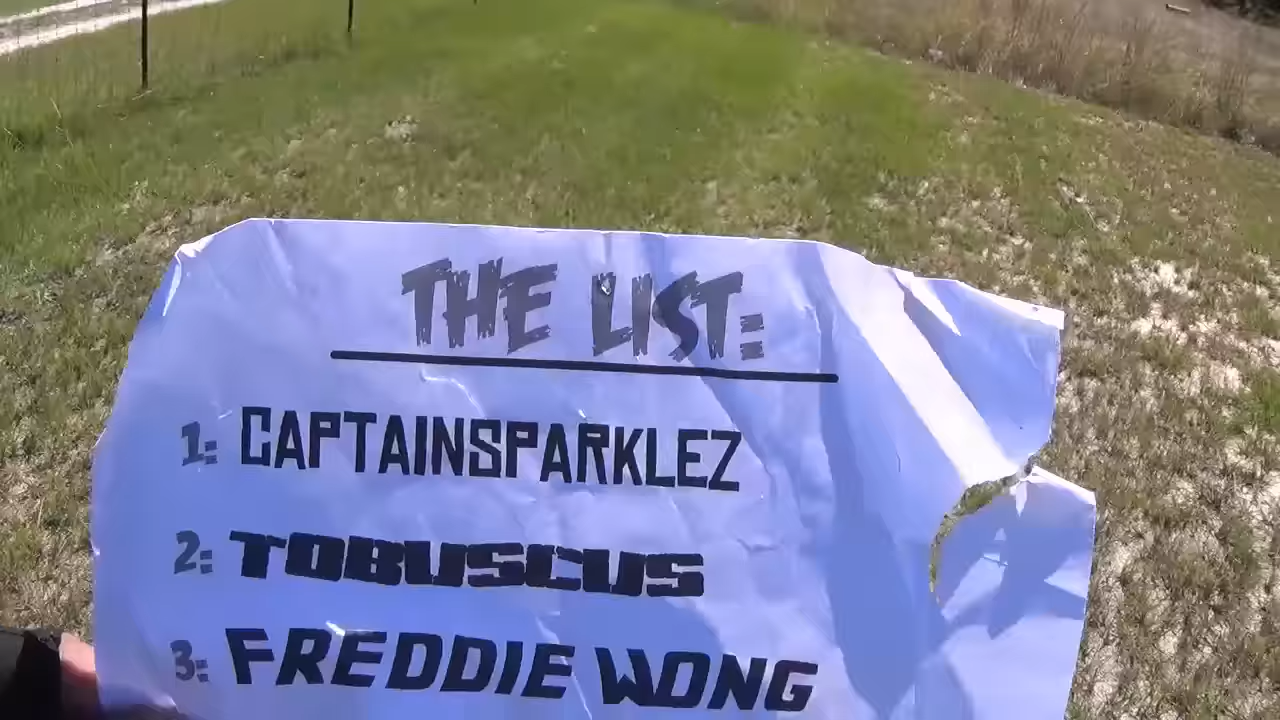 THE LIST:
1: CAPTAINSPARKLEZ
2: TOBUSCUS
3: FREDDIE WONG